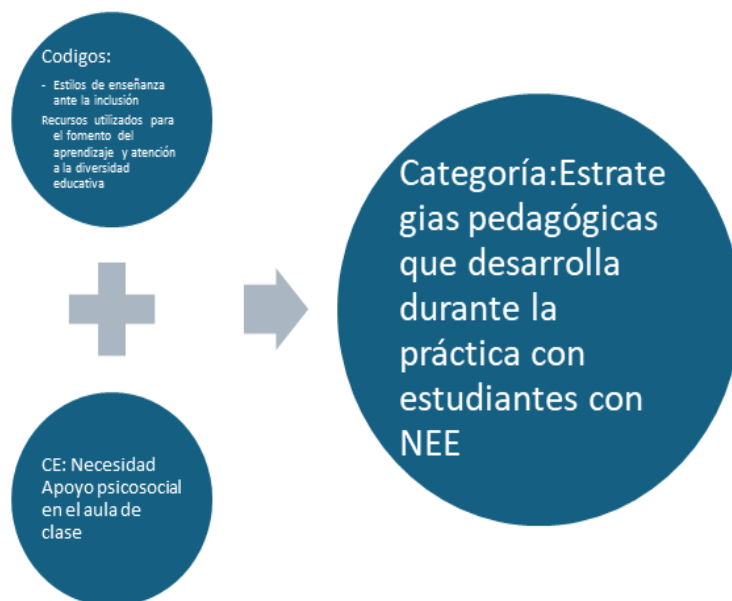 Codigos:
- Estilos de enseñanza
ante la inclusión
Recursos utilizados para
el fomento del
aprendizaje y atención
a la diversidad
educativa
CE: Necesidad
Apoyo psicosocial
en el aula de
clase
Categoría:Estrate
gias pedagógicas
que desarrolla
durante la
práctica con
estudiantes con
NEE